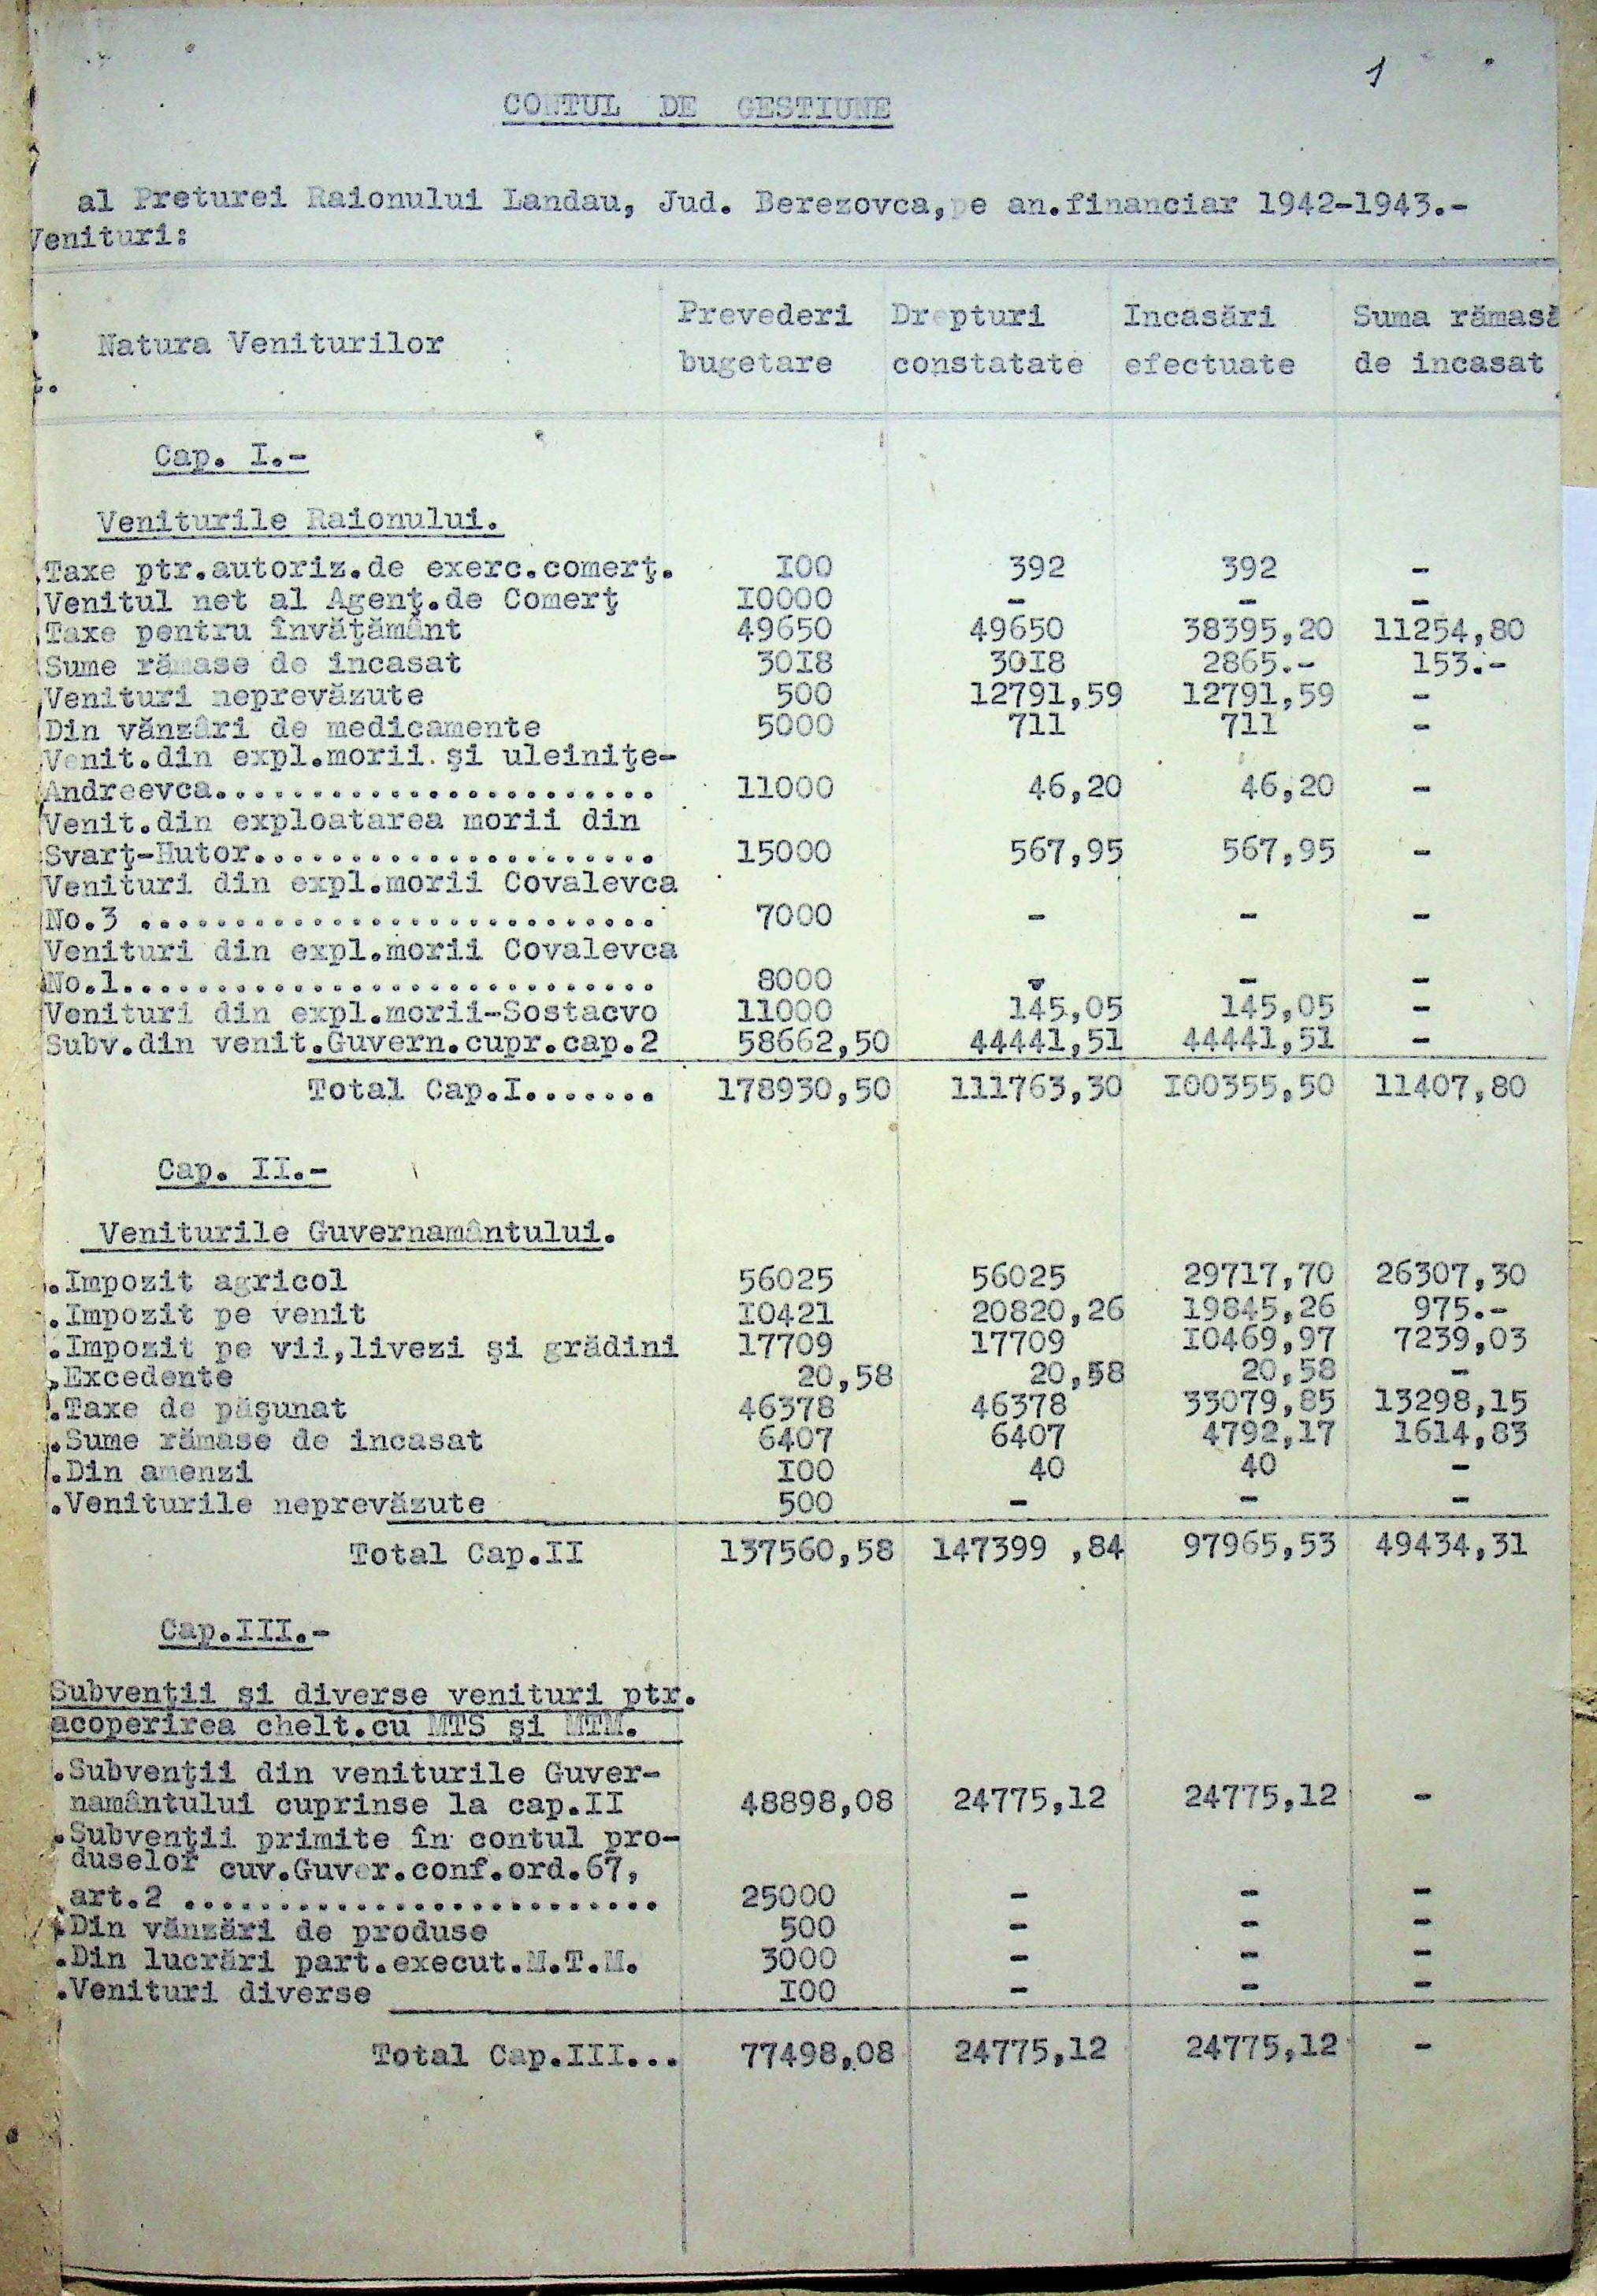 1
CONTUL DE GESTIUNE
al Preturei Raionului Landau, Jud. Berezovca,pe an.financiar 1942-1943.-
Venituri:
Natura Veniturilor
Prevederi bugetare
Drepturi constatate
Incasări efectuate
Suma rămasă de incasat
t.
Cap. I.-
Veniturile Raionului.
.Taxe ptr.autoriz.de exerc.comerţ. 100 392 392 -
.Venitul net al Agenţ.de Comerţ 10000 - - -
.Taxe pentru învăţământ 49650 49650 38395,20 11254,80
Sume rămase de incasat 3018 3018 2865.- 153.-
Venituri neprevăzute 500 12791,59 12791,59 -
Din vânzări de medicamente 5000 711 711 -
Venit.din expl.morii şi uleiniţe-
Andreevca....................... 11000 46,20 46,20 -
Venit.din exploatarea morii din
Svarţ-Hutor..................... 15000 567,95 567,95 -
Venituri din expl.morii Covalevca
No.3 ........................... 7000 - - -
Venituri din expl.morii Covalevca
No.1............................ 8000 - - -
Venituri din expl.morii-Sostacvo 11000 145,05 145,05 -
Subv.din venit.Guvern.cupr.cap.2 58662,50 44441,51 44441,51 -
Total Cap.I....... 178930,50 111763,30 100355,50 11407,80
Cap. II.-
Veniturile Guvernamântului.
.Impozit agricol 56025 56025 29717,70 26307,30
.Impozit pe venit 10421 20820,26 19845,26 975.-
.Impozit pe vii,livezi şi grădini 17709 17709 10469,97 7239,03
.Excedente 20,58 20,58 20,58 -
.Taxe de păşunat 46378 46378 33079,85 13298,15
.Sume rămase de incasat 6407 6407 4792,17 1614,83
.Din amenzi 100 40 40 -
.Veniturile neprevăzute 500 - - -
Total Cap.II 137560,58 147399 ,84 97965,53 49434,31
Cap.III.-
Subvenţii şi diverse venituri ptr.
acoperirea chelt.cu MTS şi MTM.
.Subvenţii din veniturile Guver-
namântului cuprinse la cap.II 48898,08 24775,12 24775,12 -
.Subvenţii primite în contul pro-
duselor cuv.Guver.conf.ord.67,
art.2 ......................... 25000 - - -
.Din vănzări de produse 500 - - -
.Din lucrări part.execut.M.T.M. 3000 - - -
.Venituri diverse 100 - - -
Total Cap.III... 77498,08 24775,12 24775,12 -